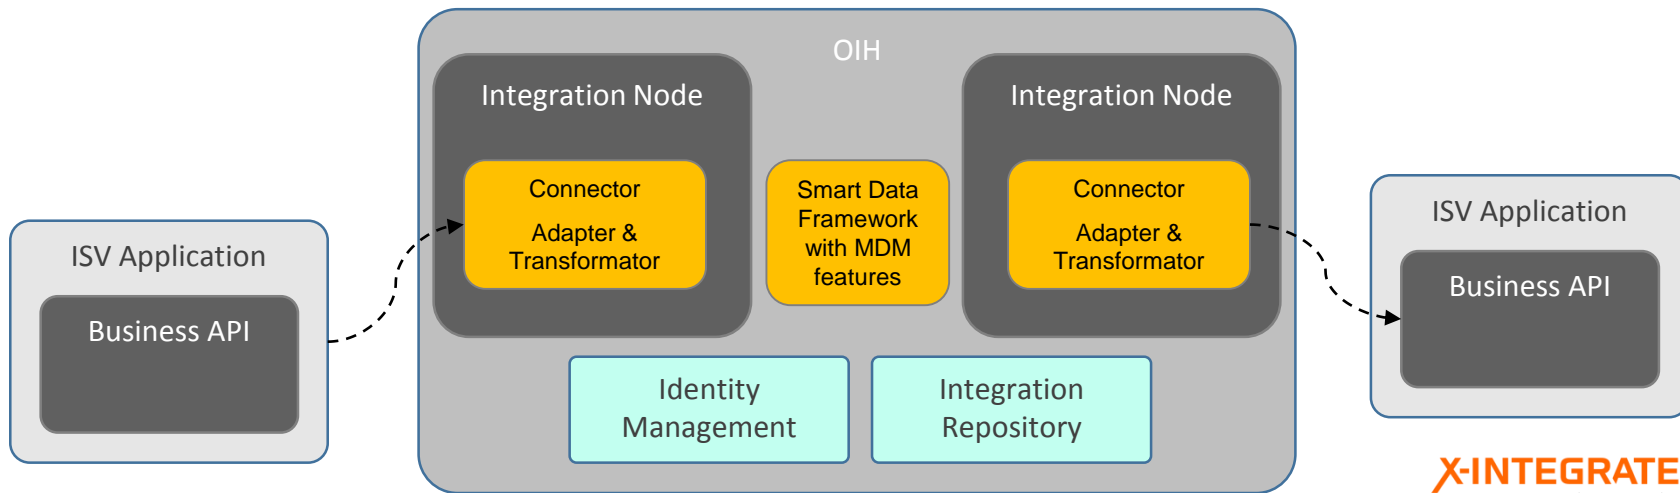 OIH
Integration Node
Connector
Adapter &
Transformator
Smart Data
Framework
with MDM
features
Integration Node
Connector
Adapter &
Transformator
ISV Application
Business API
ISV Application
Business API
Identity
Management
Integration
Repository
X-INTEGRATE